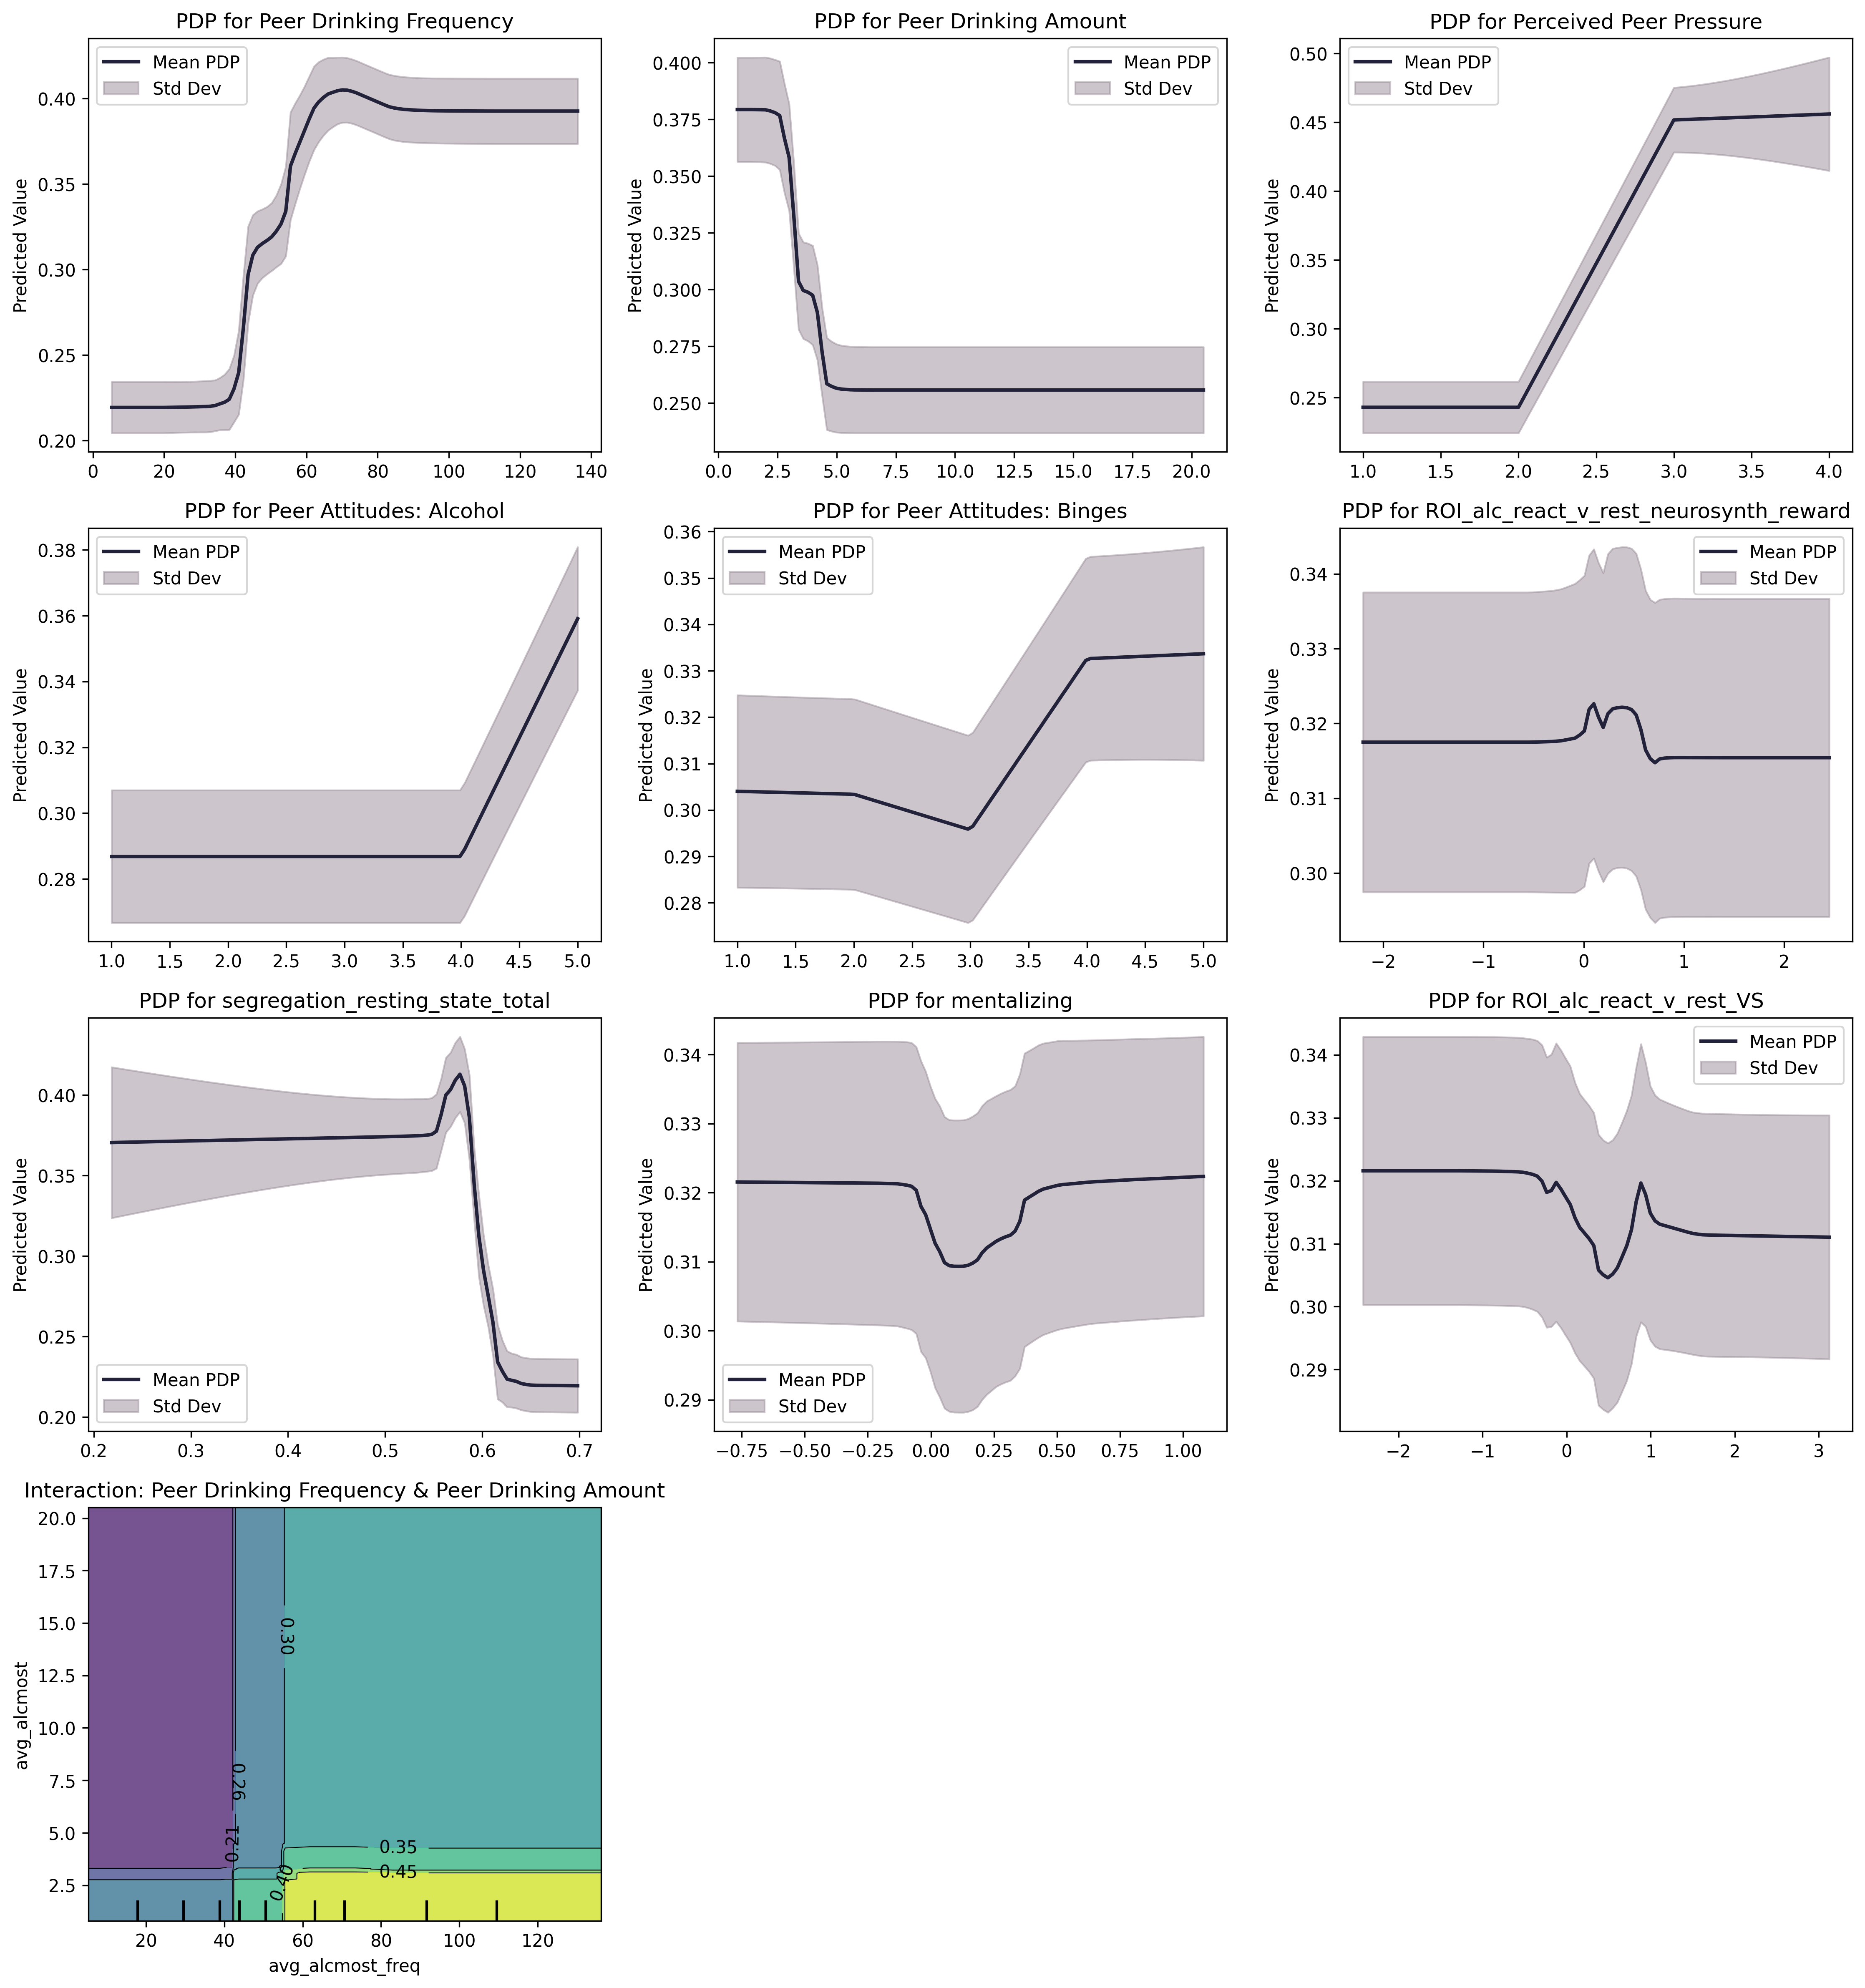 PDP for Peer Drinking Frequency
Mean PDP
Std Dev
Predicted Value
0.40
0.35
0.30
0.25
0.20
0 20 40 60 80 100 120 140
PDP for Peer Drinking Amount
Mean PDP
Std Dev
Predicted Value
0.400
0.375
0.350
0.325
0.300
0.275
0.250
0.0 2.5 5.0 7.5 10.0 12.5 15.0 17.5 20.0
PDP for Perceived Peer Pressure
Mean PDP
Std Dev
Predicted Value
0.50
0.45
0.40
0.35
0.30
0.25
1.0 1.5 2.0 2.5 3.0 3.5 4.0
PDP for Peer Attitudes: Alcohol
Mean PDP
Std Dev
Predicted Value
0.38
0.36
0.34
0.32
0.30
0.28
1.0 1.5 2.0 2.5 3.0 3.5 4.0 4.5 5.0
PDP for Peer Attitudes: Binges
Mean PDP
Std Dev
Predicted Value
0.36
0.35
0.34
0.33
0.32
0.31
0.30
0.29
0.28
1.0 1.5 2.0 2.5 3.0 3.5 4.0 4.5 5.0
PDP for ROI_alc_react_v_rest_neurosynth_reward
Mean PDP
Std Dev
Predicted Value
0.34
0.33
0.32
0.31
0.30
−2 −1 0 1 2
PDP for segregation_resting_state_total
Mean PDP
Std Dev
Predicted Value
0.40
0.35
0.30
0.25
0.20
0.2 0.3 0.4 0.5 0.6 0.7
PDP for mentalizing
Mean PDP
Std Dev
Predicted Value
0.34
0.33
0.32
0.31
0.30
0.29
−0.75 −0.50 −0.25 0.00 0.25 0.50 0.75 1.00
PDP for ROI_alc_react_v_rest_VS
Mean PDP
Std Dev
Predicted Value
0.34
0.33
0.32
0.31
0.30
0.29
−2 −1 0 1 2 3
Interaction: Peer Drinking Frequency & Peer Drinking Amount
avg_alcmost
20.0
17.5
15.0
12.5
10.0
7.5
5.0
2.5
0.30
0.26
0.21
0.35
0.45
0.40
20 40 60 80 100 120
avg_alcmost_freq